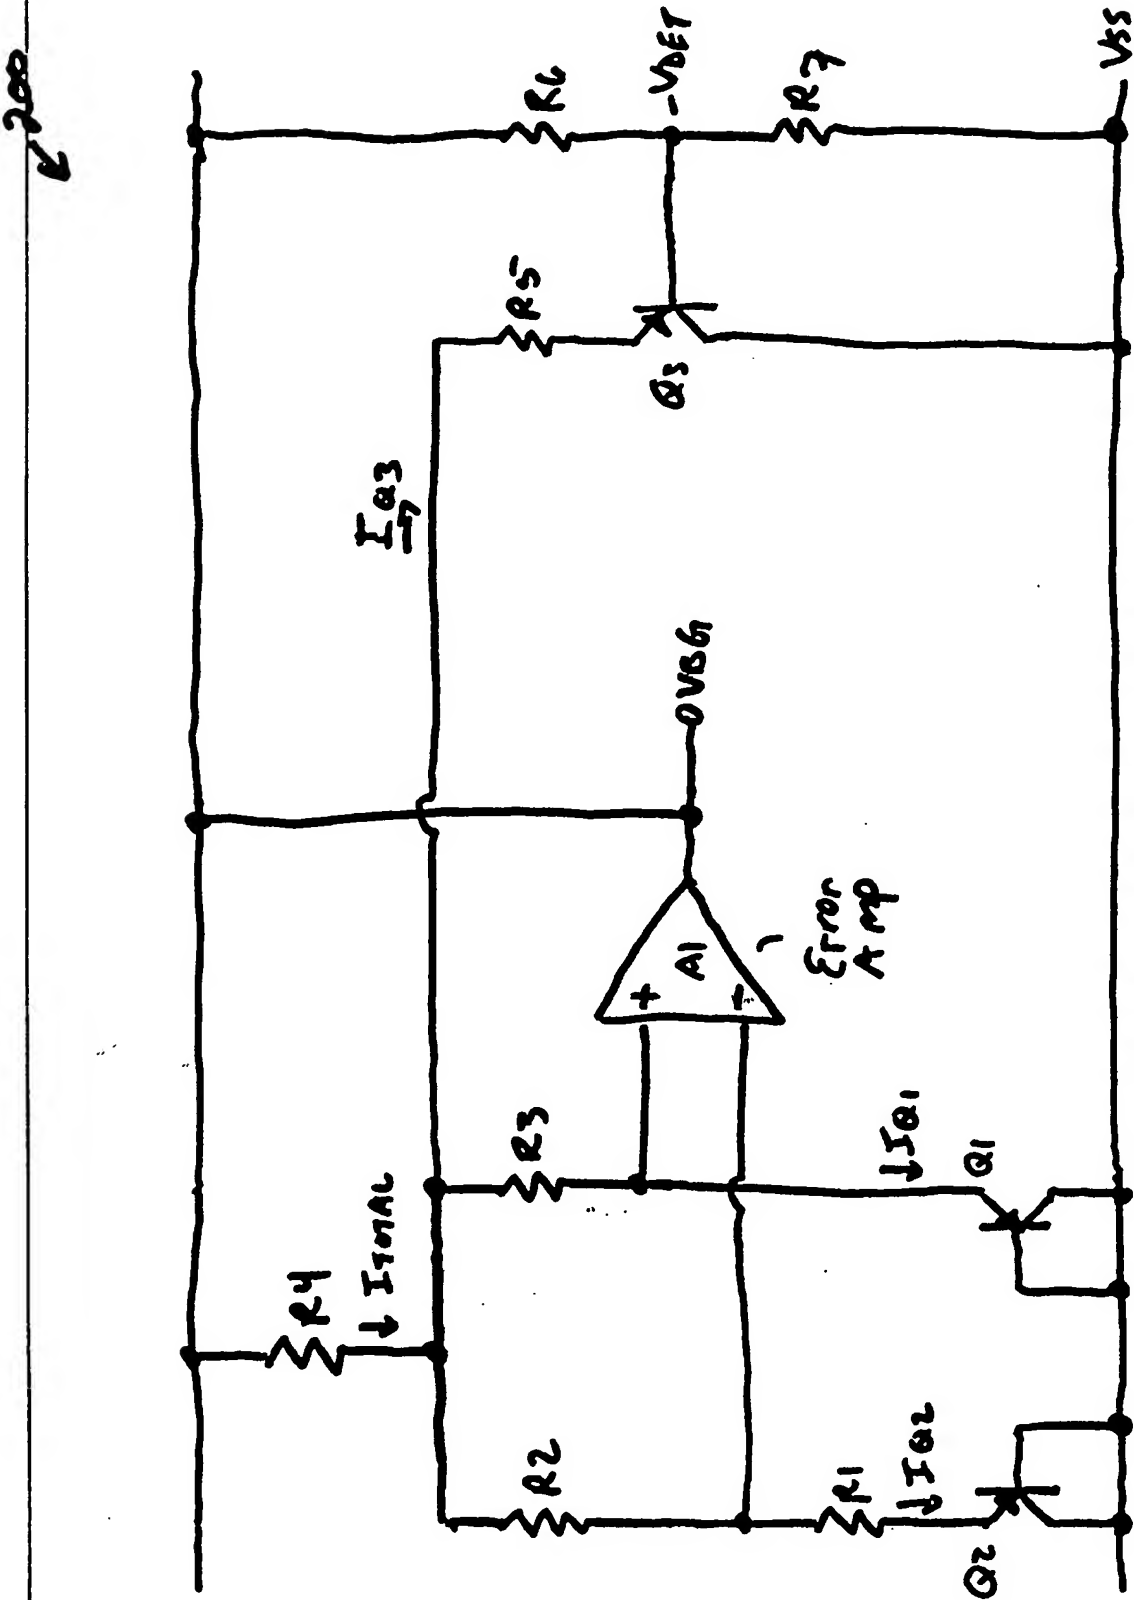 200
R6
-VDET
R7
VSS
R5
Q3
IQ3
OVBG
A1
+
-
Error
Amp
R3
IQ1
Q1
R4
ITOTAL
R2
R1
IQ2
Q2